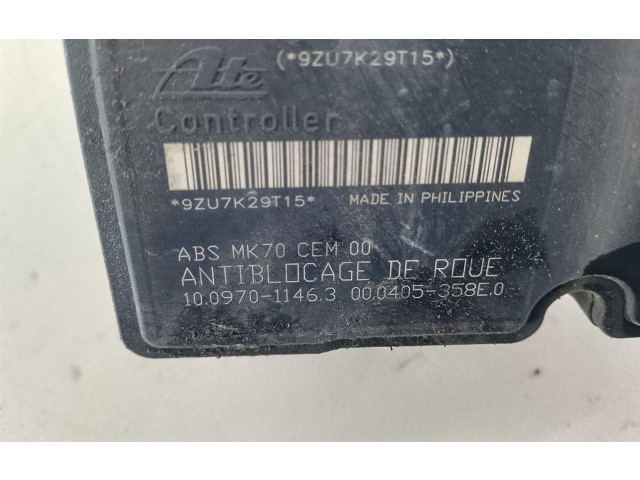 Ate (*9ZU7K29T15*)
Controller
*9ZU7K29T15* MADE IN PHILIPPINES
ABS MK70 CEM 00
ANTIBLOCAGE DE ROUE
10.0970-1146.3 00.0405-358E.0